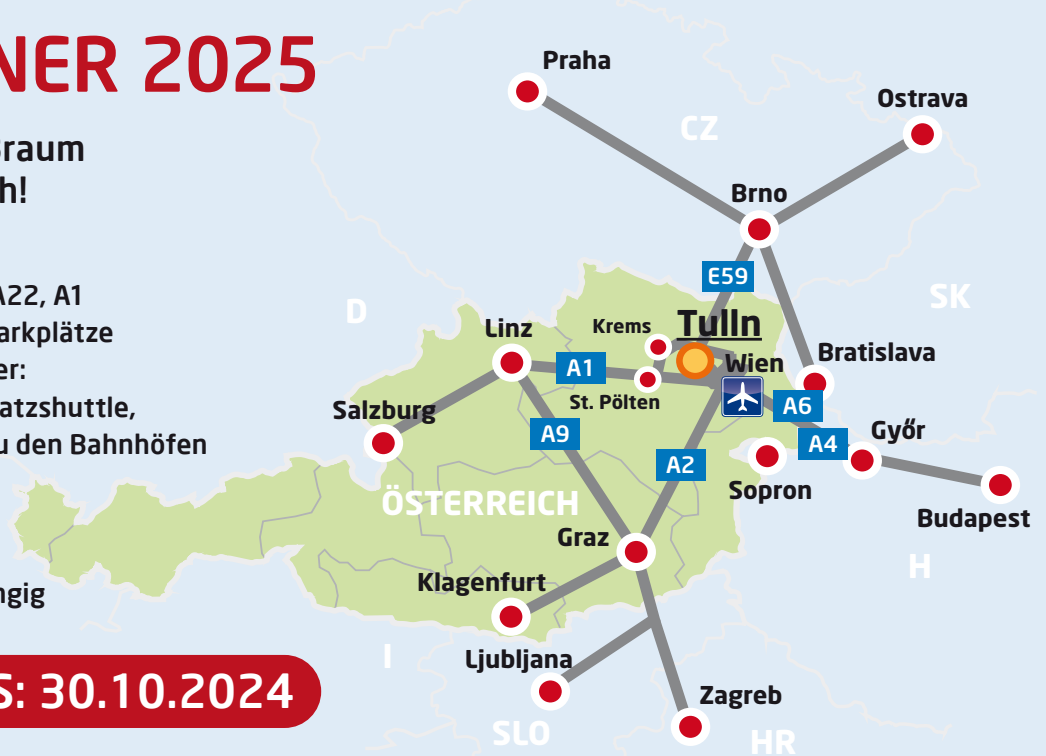 NER 2025
raum
h!
A22, A1
arkplätze
er:
atzshuttle,
u den Bahnhöfen
ngig
S: 30.10.2024
Praha
Ostrava
CZ
Brno
E59
SK
D
Linz
Krems
Tulln
Wien
Bratislava
A1
St. Pölten
A6
Salzburg
A9
A4
Győr
A2
Sopron
ÖSTERREICH
Budapest
Graz
H
Klagenfurt
I
Ljubljana
Zagreb
SLO
HR